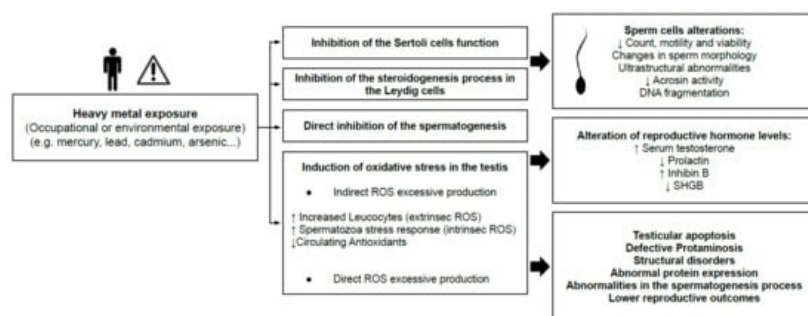 Heavy metal exposure
(Occupational or environmental exposure)
(e.g. mercury, lead, cadmium, arsenic...)
Inhibition of the Sertoli cells function
Inhibition of the steroidogenesis process in
the Leydig cells
Direct inhibition of the spermatogenesis
Induction of oxidative stress in the testis
● Indirect ROS excessive production
↑ Increased Leucocytes (extrinsec ROS)
↑ Spermatozoa stress response (intrinsec ROS)
↓Circulating Antioxidants
● Direct ROS excessive production
Sperm cells alterations:
↓ Count, motility and viability
Changes in sperm morphology
Ultrastructural abnormalities
↓ Acrosin activity
DNA fragmentation
Alteration of reproductive hormone levels:
↑ Serum testosterone
↓ Prolactin
↑ Inhibin B
↓ SHGB
Testicular apoptosis
Defective Protaminosis
Structural disorders
Abnormal protein expression
Abnormalities in the spermatogenesis process
Lower reproductive outcomes